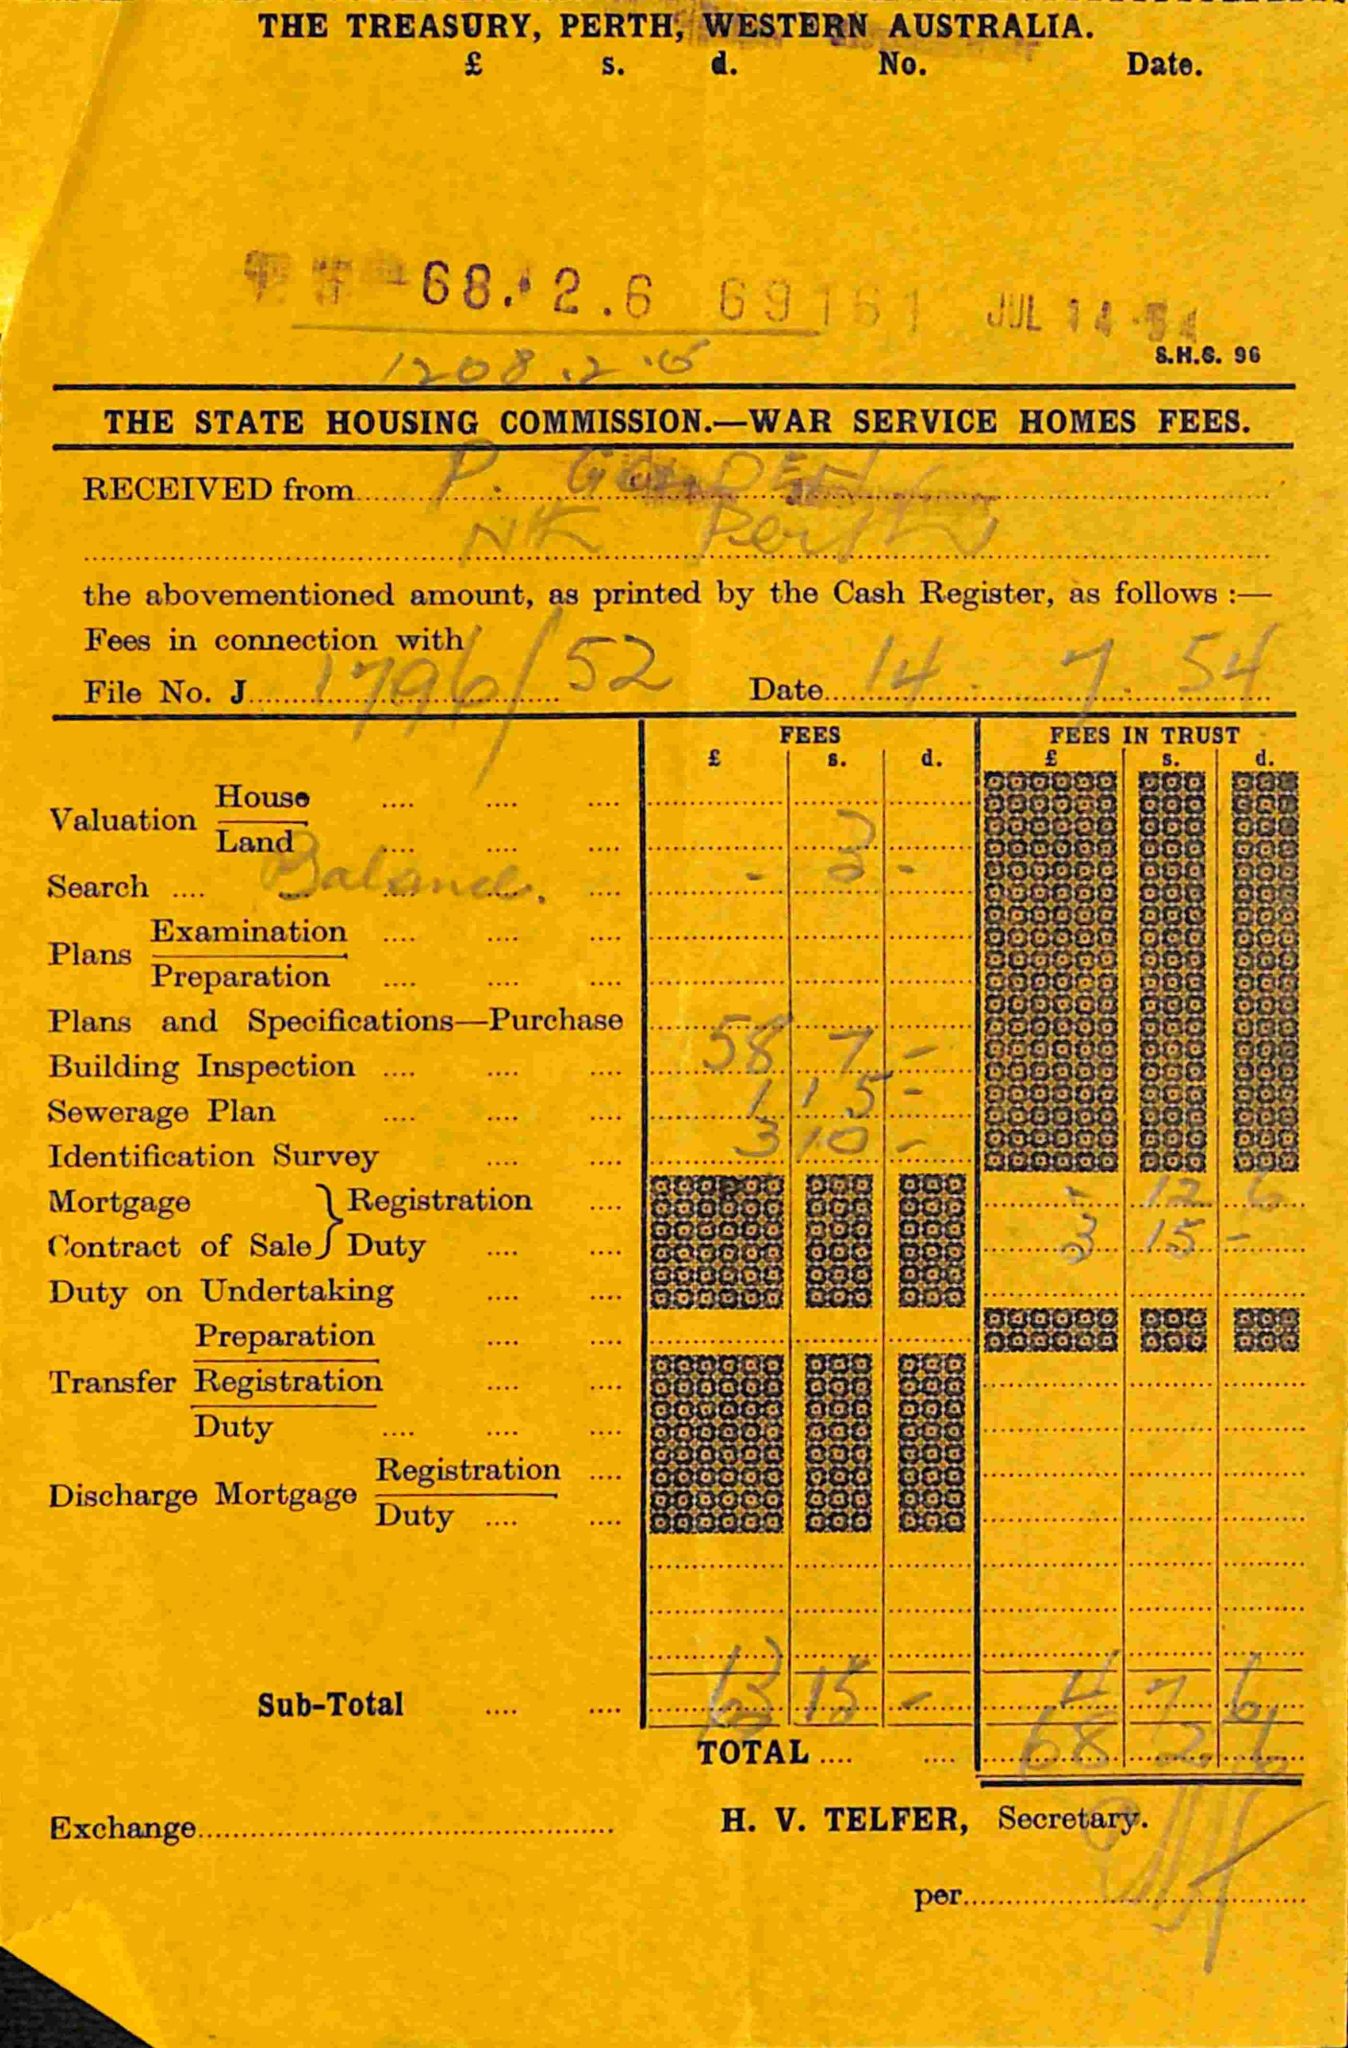 THE TREASURY, PERTH, WESTERN AUSTRALIA.
£ s. d. No. Date.
68. 2.6 69161 JUL 14 -54
S.H.C. 96
1208.2.6
THE STATE HOUSING COMMISSION.—WAR SERVICE HOMES FEES.
RECEIVED from P. GOLDEN
Nth Perth
the abovementioned amount, as printed by the Cash Register, as follows :—
Fees in connection with
File No. J 1796/52 Date 14. 7. 54
FEES FEES IN TRUST
£ s. d. £ s. d.
Valuation House
Land
Search Balance. - 3 -
Plans Examination
Preparation
Plans and Specifications—Purchase
Building Inspection 58 7 -
Sewerage Plan 1 15 -
Identification Survey 3 10 -
Mortgage } Registration - 12 6
Contract of Sale } Duty 3 15 -
Duty on Undertaking
Transfer Preparation
Registration
Duty
Discharge Mortgage Registration
Duty
Sub-Total 63 15 - 4 7 6
TOTAL 68 2 6
Exchange H. V. TELFER, Secretary.
per